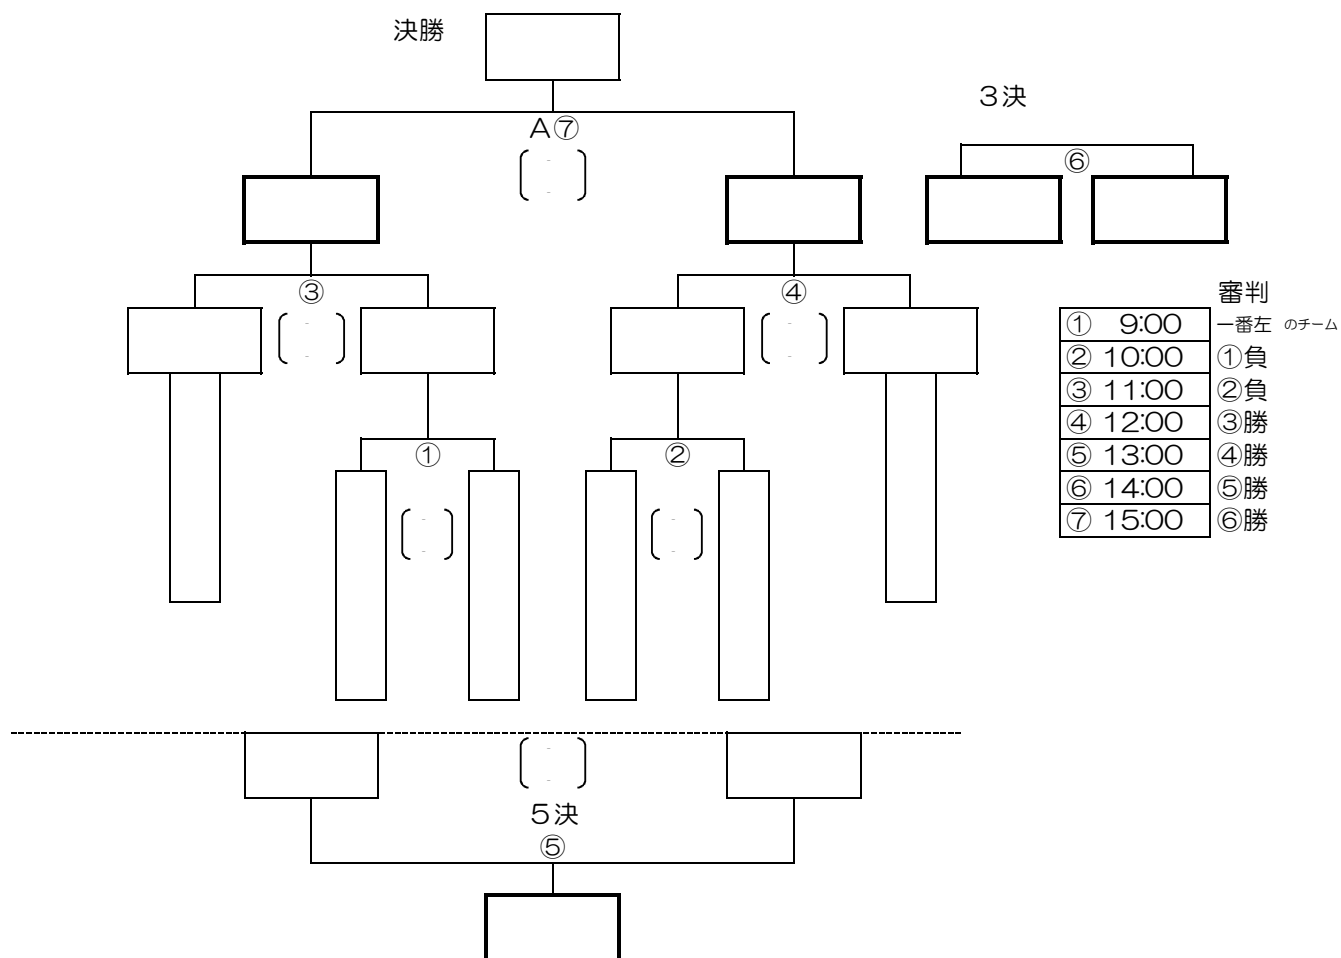 決勝
3決
A⑦
-
-
⑥
③
④
-
-
-
-
審判
① 9:00 一番左 のチーム
② 10:00 ①負
③ 11:00 ②負
④ 12:00 ③勝
⑤ 13:00 ④勝
⑥ 14:00 ⑤勝
⑦ 15:00 ⑥勝
①
②
-
-
-
-
-
-
5決
⑤